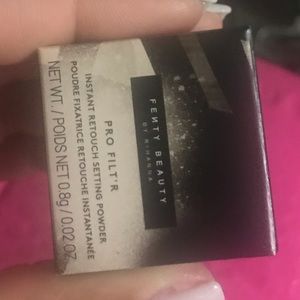 FENTY BEAUTY
BY RIHANNA
PRO FILT'R
INSTANT RETOUCH SETTING POWDER
POUDRE FIXATRICE RETOUCHE INSTANTANÉE
NET WT. / POIDS NET 0.8g / 0.02 OZ.